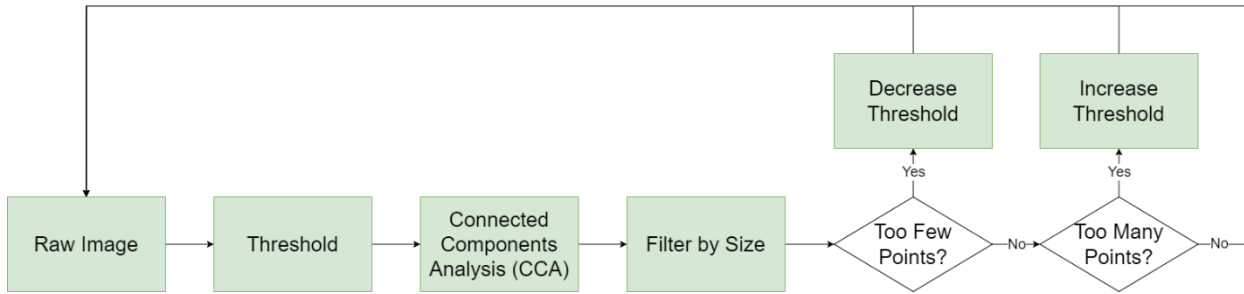 Decrease
Threshold
Increase
Threshold
Yes
Yes
Raw Image
Threshold
Connected
Components
Analysis (CCA)
Filter by Size
Too Few
Points?
No
Too Many
Points?
No